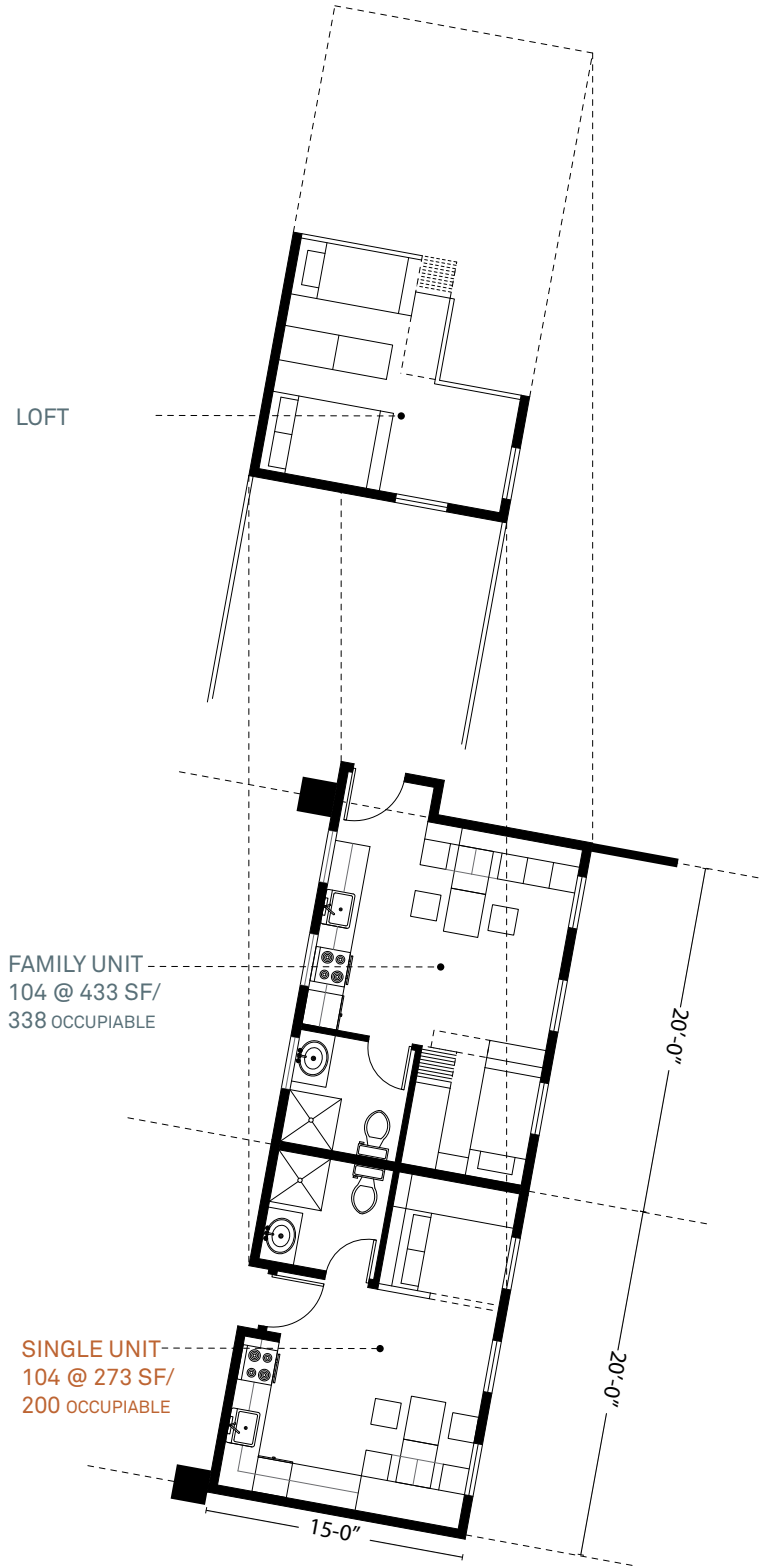 LOFT
FAMILY UNIT
104 @ 433 SF/
338 OCCUPIABLE
20'-0"
SINGLE UNIT
104 @ 273 SF/
200 OCCUPIABLE
20'-0"
15-0"